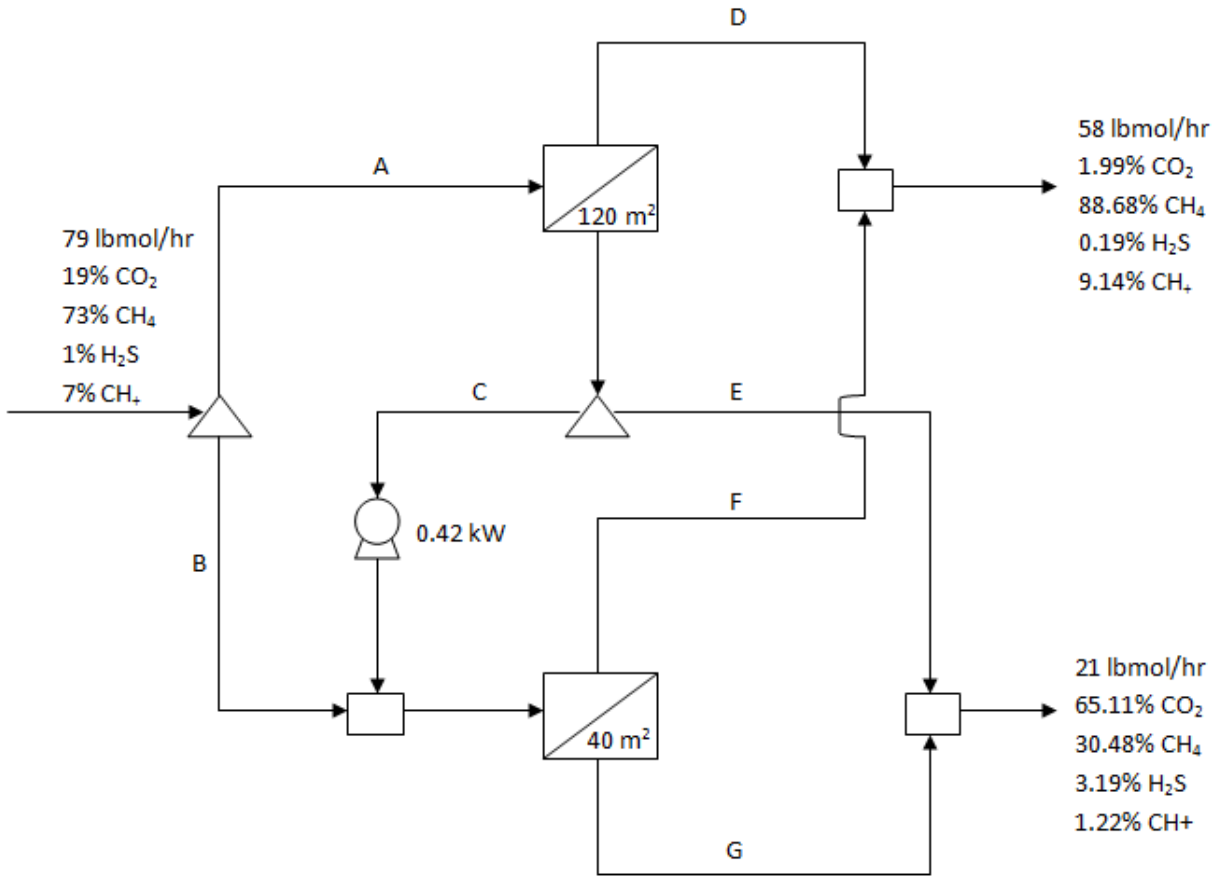 D
A
120 m²
79 lbmol/hr
19% CO₂
73% CH₄
1% H₂S
7% CH₊
58 lbmol/hr
1.99% CO₂
88.68% CH₄
0.19% H₂S
9.14% CH₊
C
E
0.42 kW
F
B
40 m²
21 lbmol/hr
65.11% CO₂
30.48% CH₄
3.19% H₂S
1.22% CH+
G